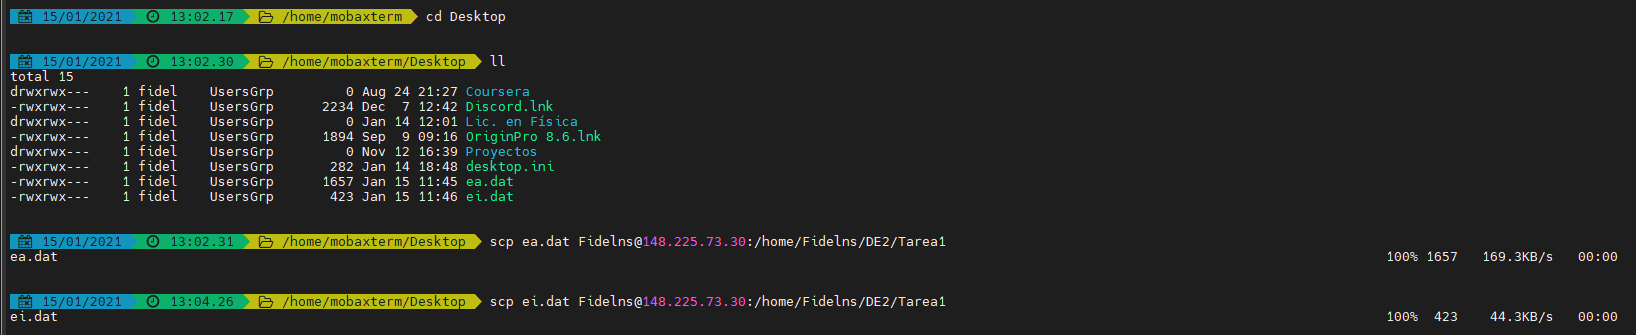 15/01/2021 13:02.17 /home/mobaxterm cd Desktop
15/01/2021 13:02.30 /home/mobaxterm/Desktop ll
total 15
drwxrwx--- 1 fidel UsersGrp 0 Aug 24 21:27 Coursera
-rwxrwx--- 1 fidel UsersGrp 2234 Dec 7 12:42 Discord.lnk
drwxrwx--- 1 fidel UsersGrp 0 Jan 14 12:01 Lic. en Física
-rwxrwx--- 1 fidel UsersGrp 1894 Sep 9 09:16 OriginPro 8.6.lnk
drwxrwx--- 1 fidel UsersGrp 0 Nov 12 16:39 Proyectos
-rwxrwx--- 1 fidel UsersGrp 282 Jan 14 18:48 desktop.ini
-rwxrwx--- 1 fidel UsersGrp 1657 Jan 15 11:45 ea.dat
-rwxrwx--- 1 fidel UsersGrp 423 Jan 15 11:46 ei.dat
15/01/2021 13:02.31 /home/mobaxterm/Desktop scp ea.dat Fidelns@148.225.73.30:/home/Fidelns/DE2/Tarea1
ea.dat 100% 1657 169.3KB/s 00:00
15/01/2021 13:04.26 /home/mobaxterm/Desktop scp ei.dat Fidelns@148.225.73.30:/home/Fidelns/DE2/Tarea1
ei.dat 100% 423 44.3KB/s 00:00